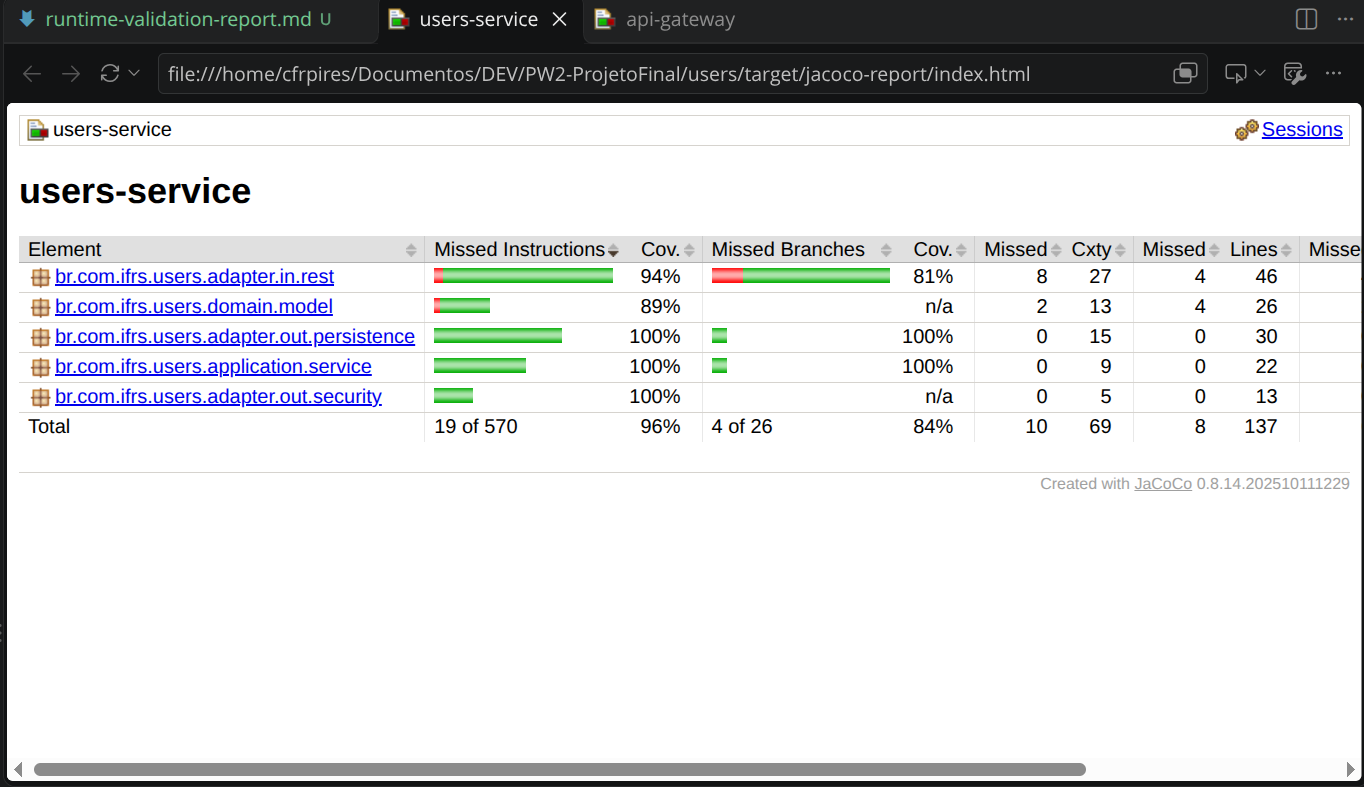 runtime-validation-report.md U users-service api-gateway
file:///home/cfrpires/Documentos/DEV/PW2-ProjetoFinal/users/target/jacoco-report/index.html
users-service Sessions
users-service
Element Missed Instructions Cov. Missed Branches Cov. Missed Cxty Missed Lines Misse
br.com.ifrs.users.adapter.in.rest 94% 81% 8 27 4 46
br.com.ifrs.users.domain.model 89% n/a 2 13 4 26
br.com.ifrs.users.adapter.out.persistence 100% 100% 0 15 0 30
br.com.ifrs.users.application.service 100% 100% 0 9 0 22
br.com.ifrs.users.adapter.out.security 100% n/a 0 5 0 13
Total 19 of 570 96% 4 of 26 84% 10 69 8 137
Created with JaCoCo 0.8.14.202510111229